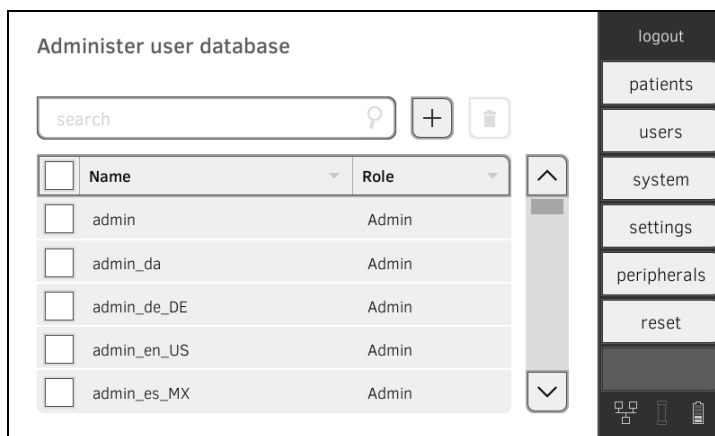 Administer user database
search
Name Role
admin Admin
admin_da Admin
admin_de_DE Admin
admin_en_US Admin
admin_es_MX Admin
logout
patients
users
system
settings
peripherals
reset